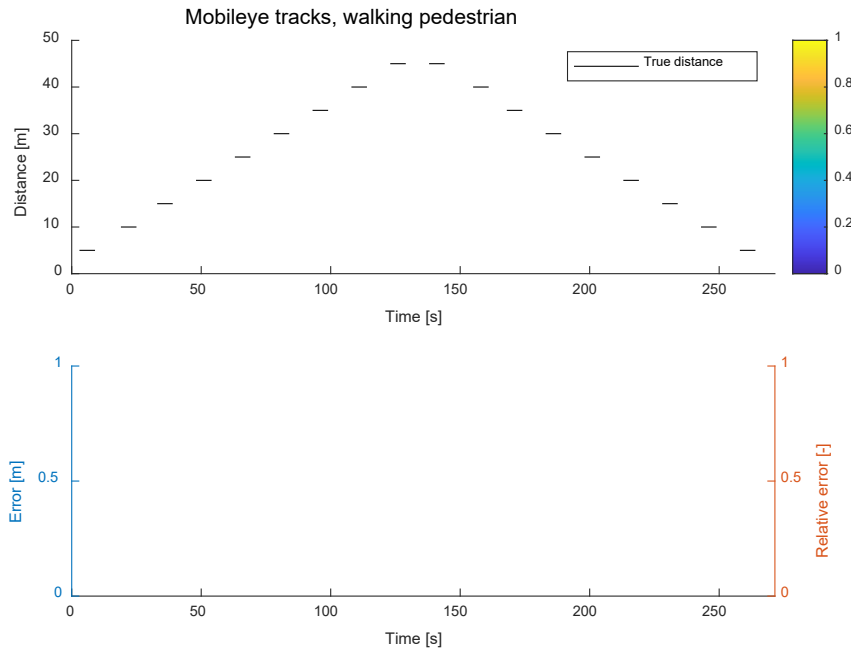 Mobileye tracks, walking pedestrian
50
40
30
20
10
0
Distance [m]
True distance
1
0.8
0.6
0.4
0.2
0
0 50 100 150 200 250
Time [s]
1
0.5
0
Error [m]
1
0.5
0
Relative error [-]
0 50 100 150 200 250
Time [s]